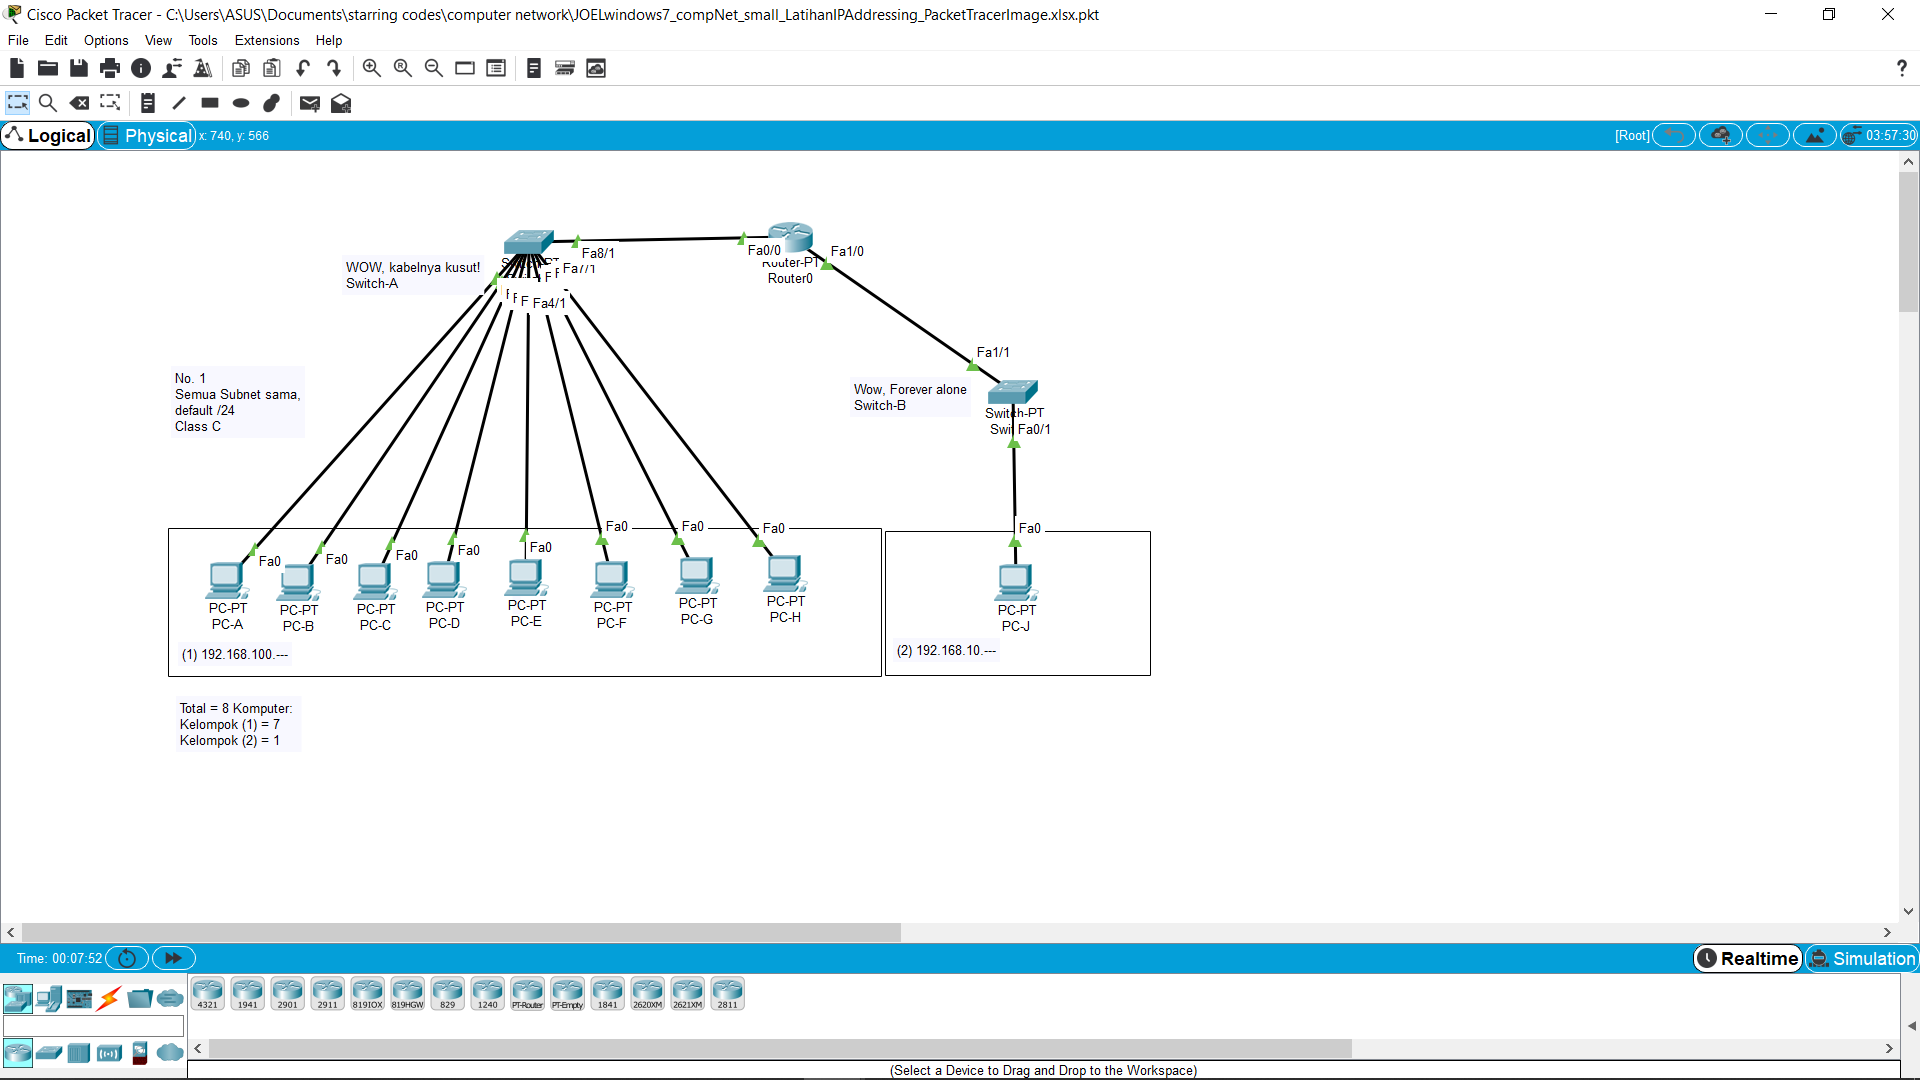 Cisco Packet Tracer - C:\Users\ASUS\Documents\starring codes\computer network\JOELwindows7_compNet_small_LatihanIPAddressing_PacketTracerImage.xlsx.pkt
File Edit Options View Tools Extensions Help
Logical Physical x: 740, y: 566 [Root] 03:57:30
Fa8/1
Fa0/0
Fa1/0
Router-PT
Router0
WOW, kabelnya kusut!
Switch-A
Fa7/1
F
F
F
F
F
Fa4/1
Fa1/1
Wow, Forever alone
Switch-B
Switch-PT
Fa0/1
No. 1
Semua Subnet sama,
default /24
Class C
Fa0
Fa0
Fa0
Fa0
Fa0
Fa0
Fa0
Fa0
Fa0
PC-PT
PC-A
PC-PT
PC-B
PC-PT
PC-C
PC-PT
PC-D
PC-PT
PC-E
PC-PT
PC-F
PC-PT
PC-G
PC-PT
PC-H
PC-PT
PC-J
(1) 192.168.100.---
(2) 192.168.10.---
Total = 8 Komputer:
Kelompok (1) = 7
Kelompok (2) = 1
Time: 00:07:52 Realtime Simulation
4321 1941 2901 2911 819IOX 819HGW 829 1240 PT-Router PT-Empty 1841 2620XM 2621XM 2811
(Select a Device to Drag and Drop to the Workspace)